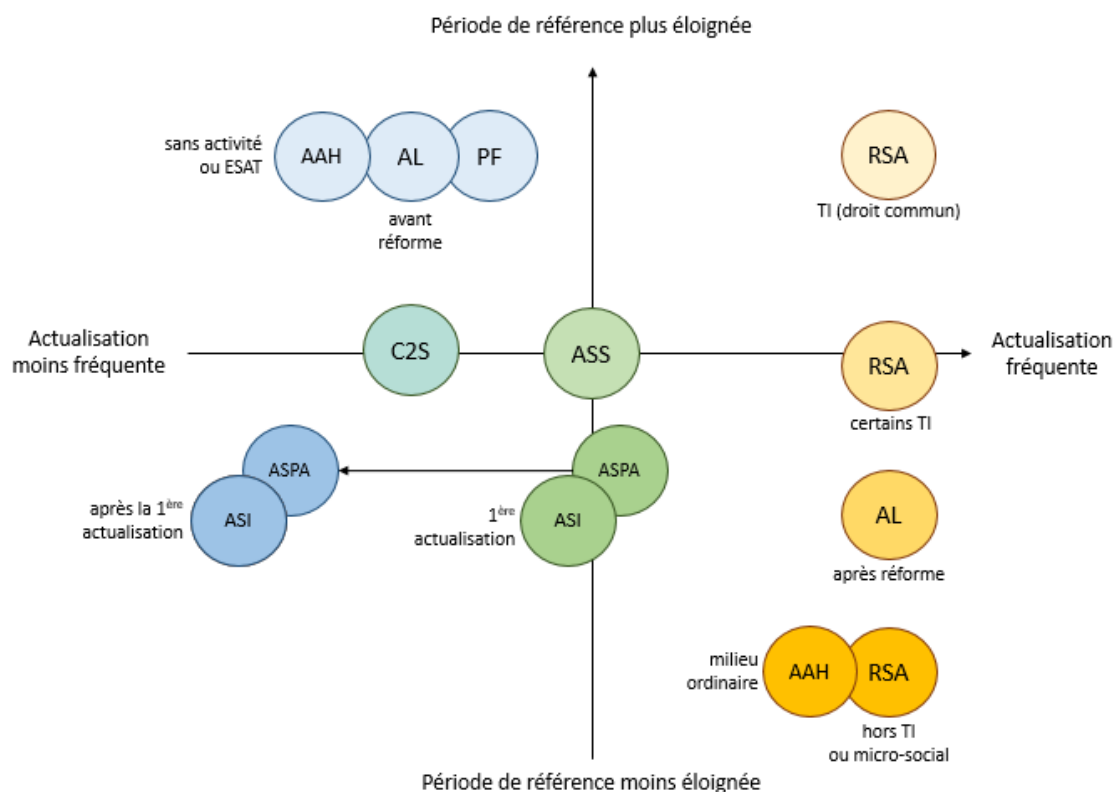 Période de référence plus éloignée
sans activité
ou ESAT
AAH
AL
PF
avant
réforme
RSA
TI (droit commun)
Actualisation
moins fréquente
C2S
ASS
RSA
certains TI
Actualisation
fréquente
après la 1ère
actualisation
ASPA
ASI
1ère
actualisation
ASPA
ASI
AL
après réforme
milieu
ordinaire
AAH
RSA
hors TI
ou micro-social
Période de référence moins éloignée